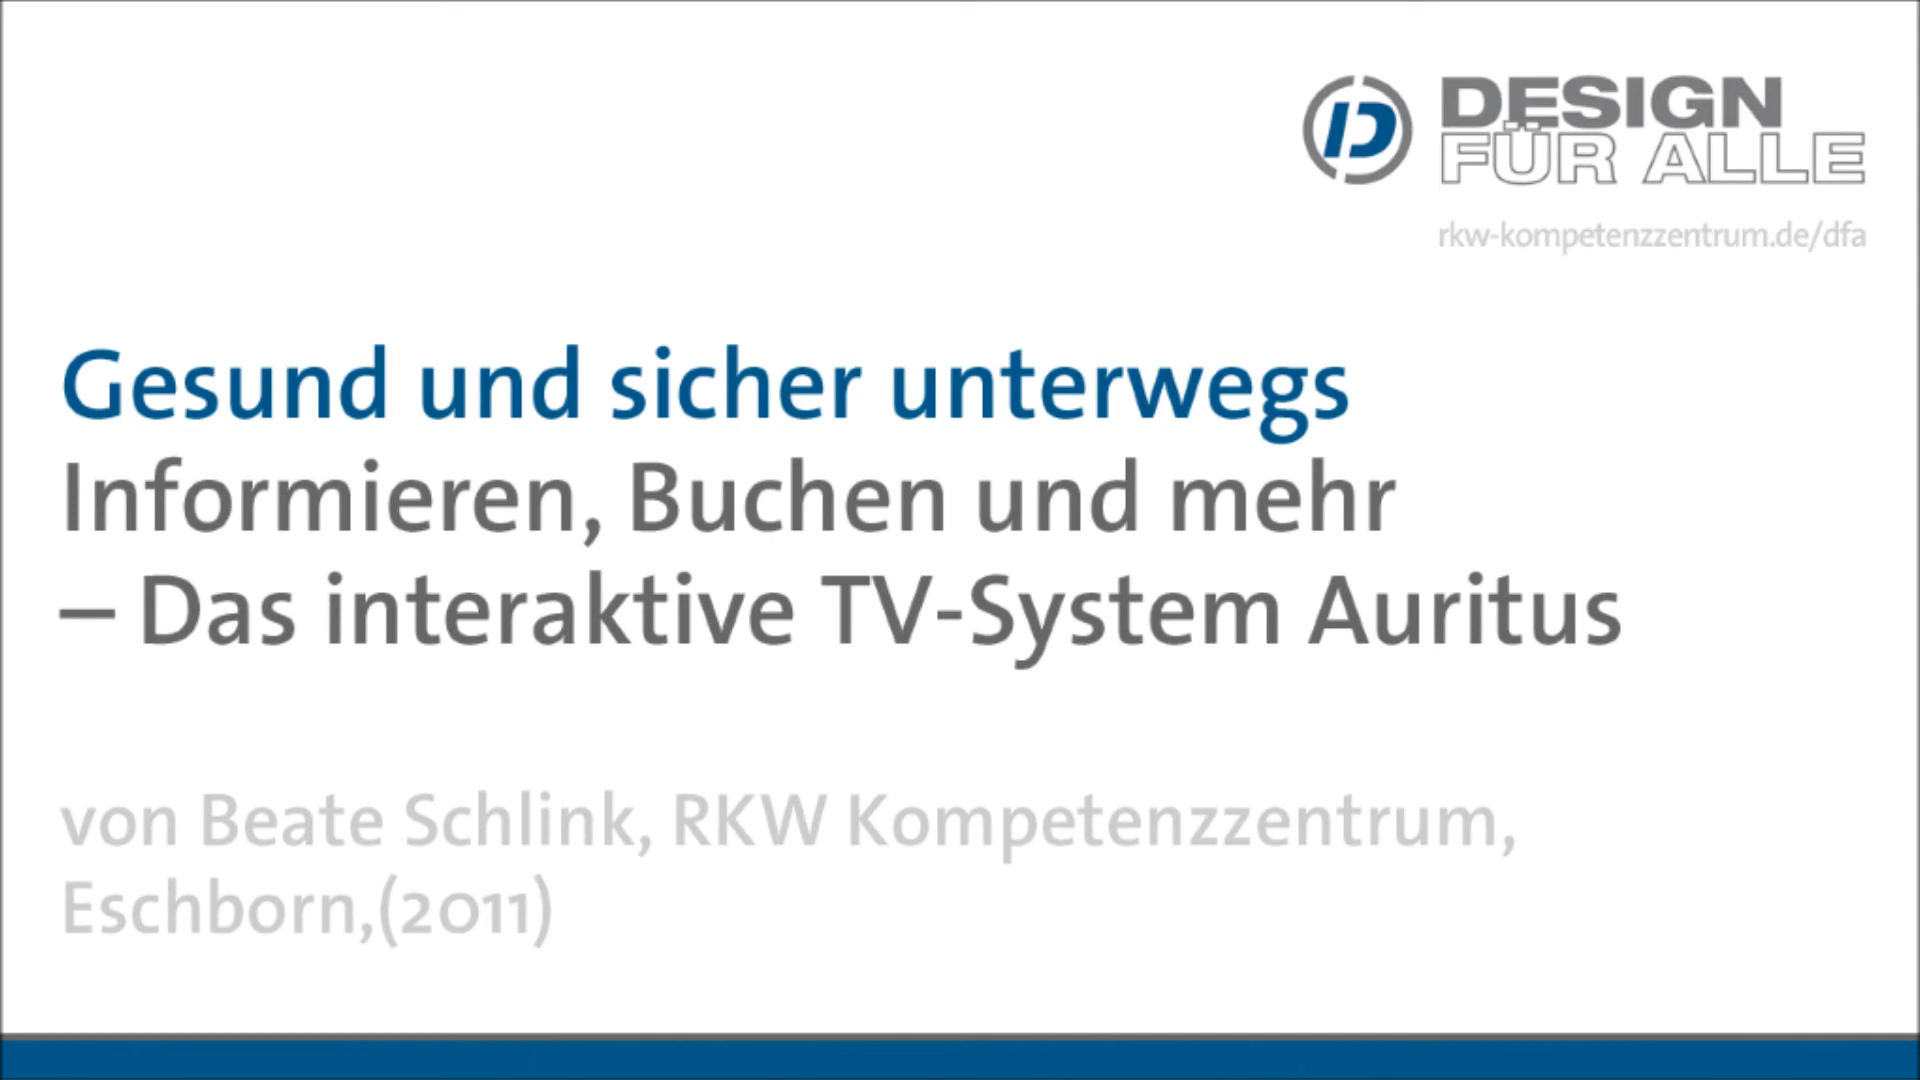 DESIGN
FÜR ALLE
rkw-kompetenzzentrum.de/dfa
Gesund und sicher unterwegs
Informieren, Buchen und mehr
– Das interaktive TV-System Auritus
von Beate Schlink, RKW Kompetenzzentrum,
Eschborn,(2011)